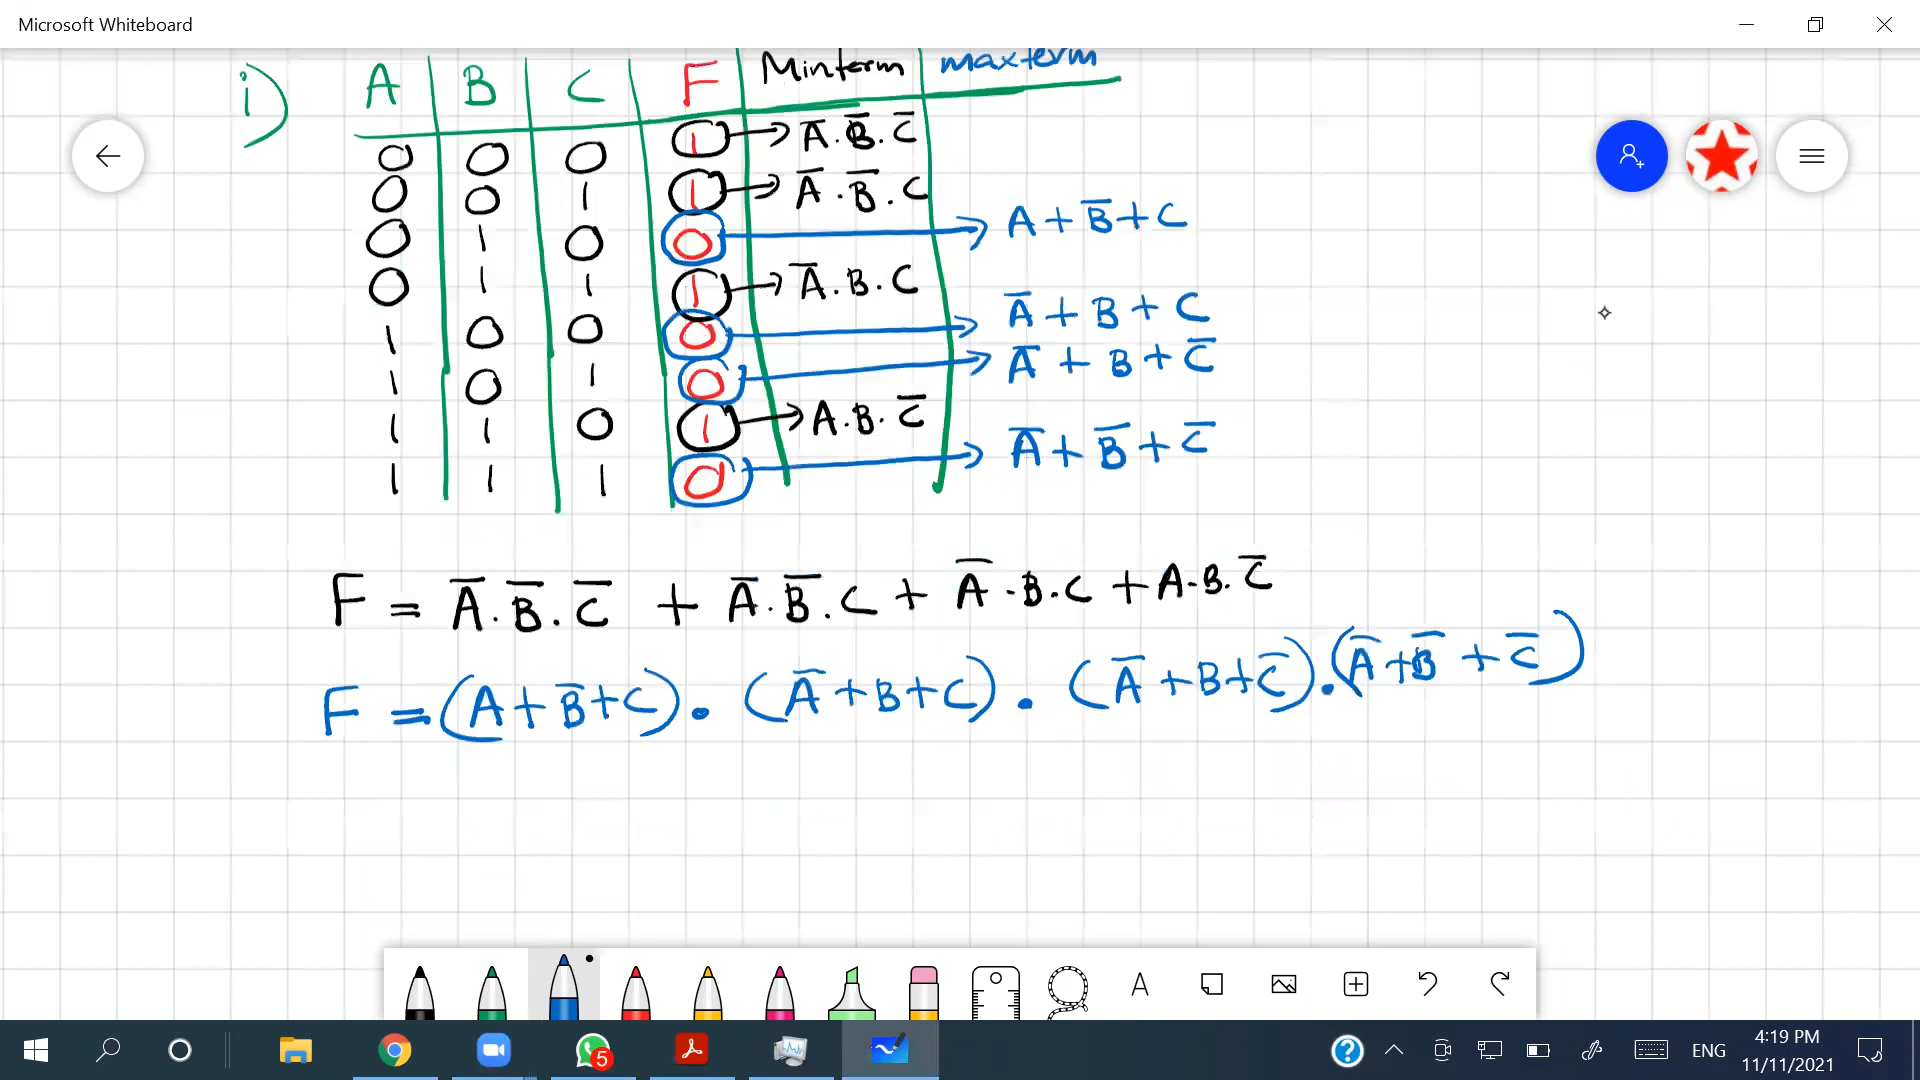 Microsoft Whiteboard
i) A B C F Minterm maxterm
0 0 0 1 → A̅.B̅.C̅
0 0 1 1 → A̅.B̅.C
0 1 0 0 → A+B̅+C
0 1 1 1 → A̅.B.C
1 0 0 0 → A̅+B+C
1 0 1 0 → A̅+B+C̅
1 1 0 1 → A.B.C̅
1 1 1 0 → A̅+B̅+C̅
F = A̅.B̅.C̅ + A̅.B̅.C + A̅.B.C + A.B.C̅
F = (A+B̅+C).(A̅+B+C).(A̅+B+C̅).(A̅+B̅+C̅)
A
5
ENG
4:19 PM
11/11/2021